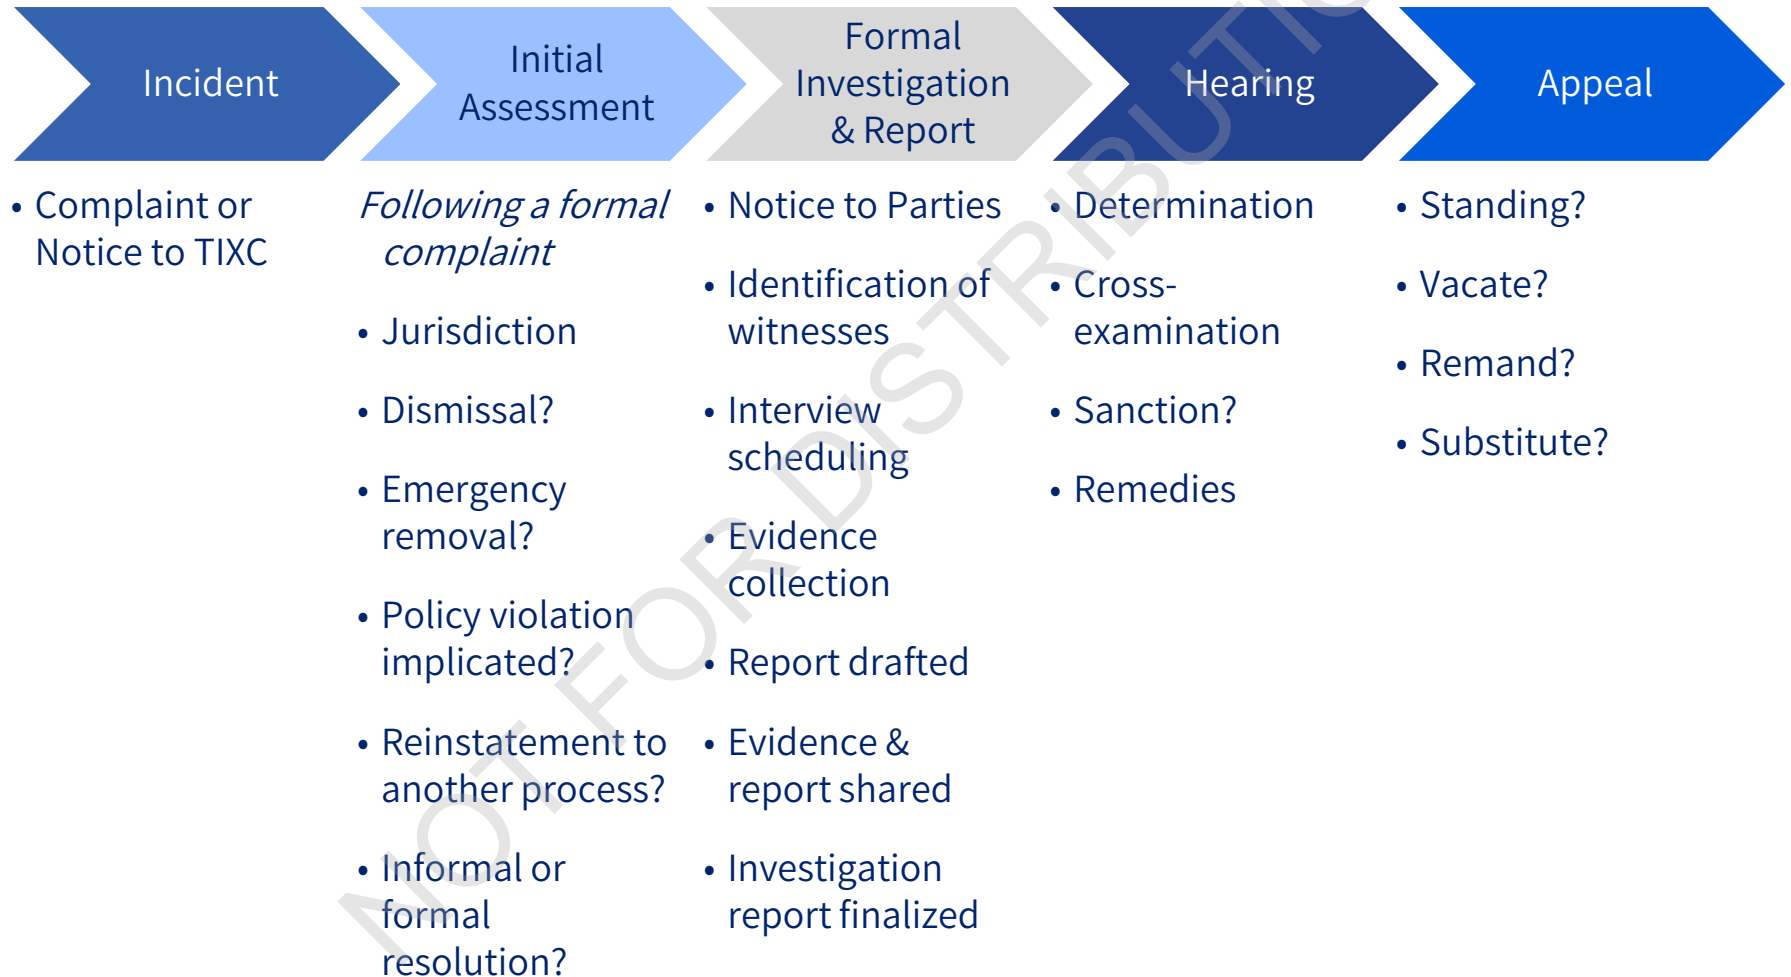 Incident
Initial
Assessment
Formal
Investigation
& Report
Hearing
Appeal
• Complaint or
Notice to TIXC
Following a formal
complaint
• Jurisdiction
• Dismissal?
• Emergency
removal?
• Policy violation
implicated?
• Reinstatement to
another process?
• Informal or
formal
resolution?
• Notice to Parties
• Identification of
witnesses
• Interview
scheduling
• Evidence
collection
• Report drafted
• Evidence &
report shared
• Investigation
report finalized
• Determination
• Cross-
examination
• Sanction?
• Remedies
• Standing?
• Vacate?
• Remand?
• Substitute?
NOT FOR DISTRIBUTIO